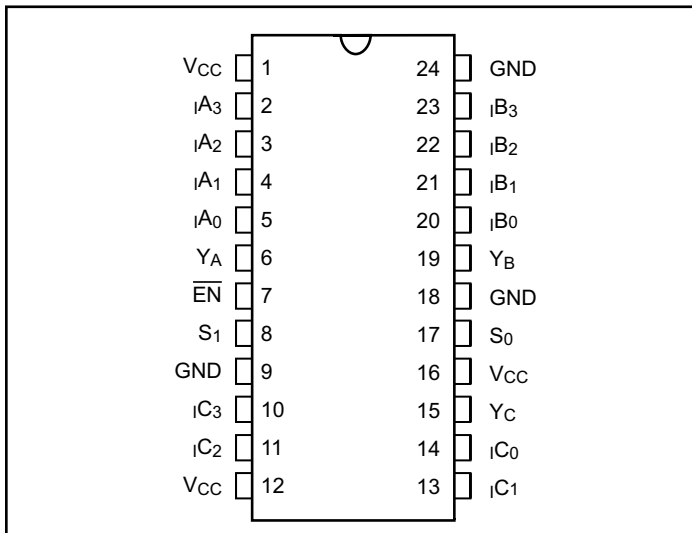 VCC 1 24 GND
IA3 2 23 IB3
IA2 3 22 IB2
IA1 4 21 IB1
IA0 5 20 IB0
YA 6 19 YB
EN 7 18 GND
S1 8 17 S0
GND 9 16 VCC
IC3 10 15 YC
IC2 11 14 IC0
VCC 12 13 IC1